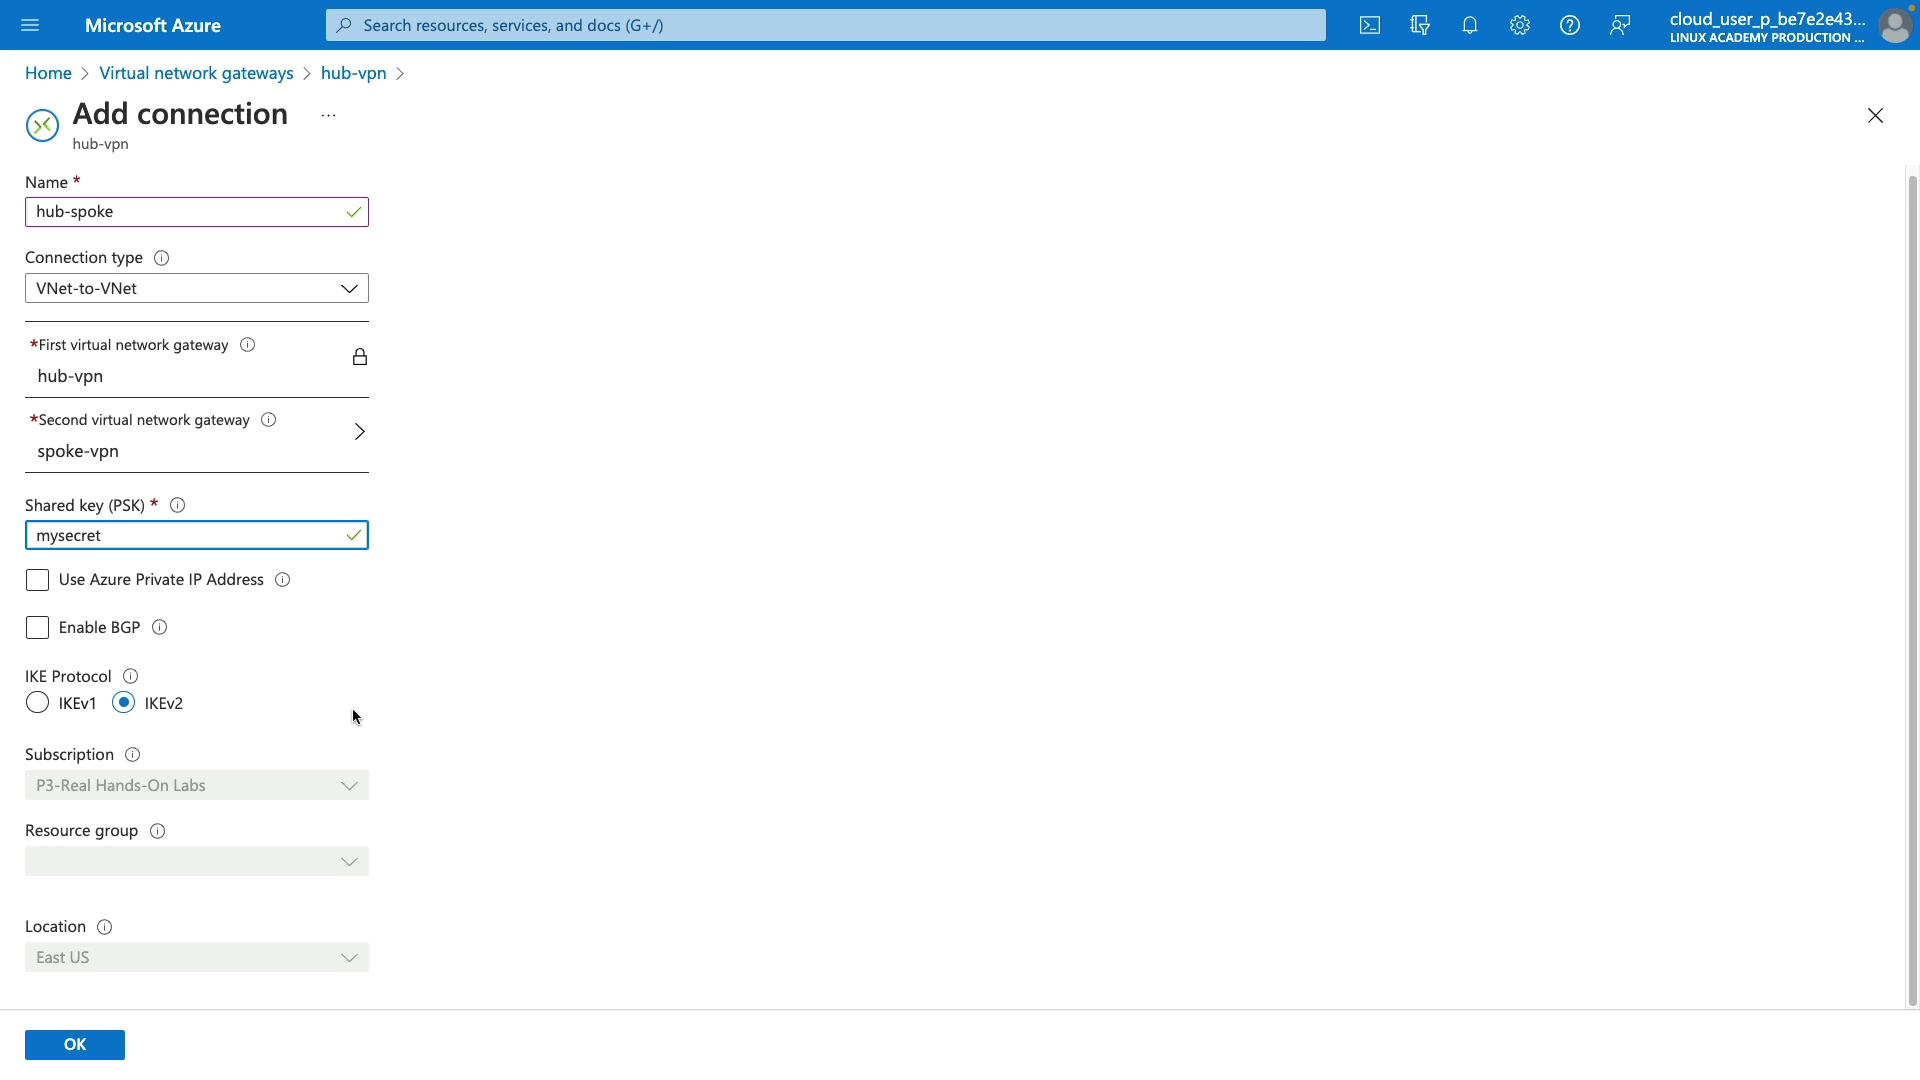 Microsoft Azure
Search resources, services, and docs (G+/)
cloud_user_p_be7e2e43...
LINUX ACADEMY PRODUCTION ...
Home > Virtual network gateways > hub-vpn >
Add connection ...
hub-vpn
Name *
hub-spoke
Connection type
VNet-to-VNet
*First virtual network gateway
hub-vpn
*Second virtual network gateway
spoke-vpn
Shared key (PSK) *
mysecret
Use Azure Private IP Address
Enable BGP
IKE Protocol
IKEv1 IKEv2
Subscription
P3-Real Hands-On Labs
Resource group
Location
East US
OK